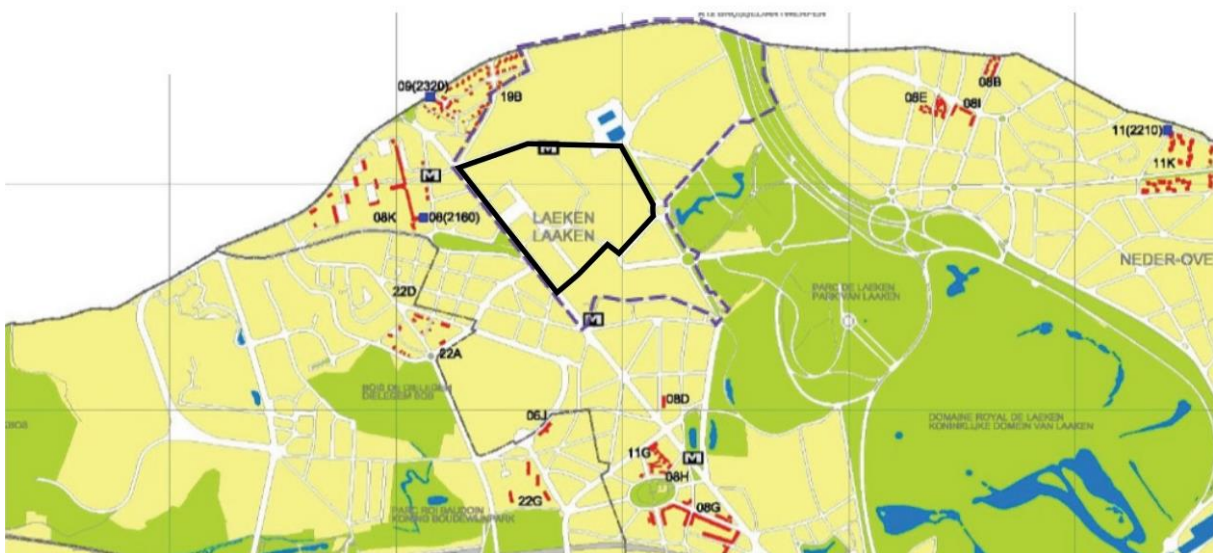 09(2320)
19B
08B
08E
08I
11(2210)
11K
M
M
08K
08(2160)
LAEKEN
LAAKEN
NEDER-OVE
22D
PARC DE LAEKEN
PARK VAN LAAKEN
M
22A
BOIS DE DIELEGEM
DIELEGEM BOS
08D
06J
DOMAINE ROYAL DE LAEKEN
KONINKLIJKE DOMEIN VAN LAAKEN
11G
M
08H
22G
08G
PARC ROI BAUDOIN
KONING BOUDEWIJNPARK